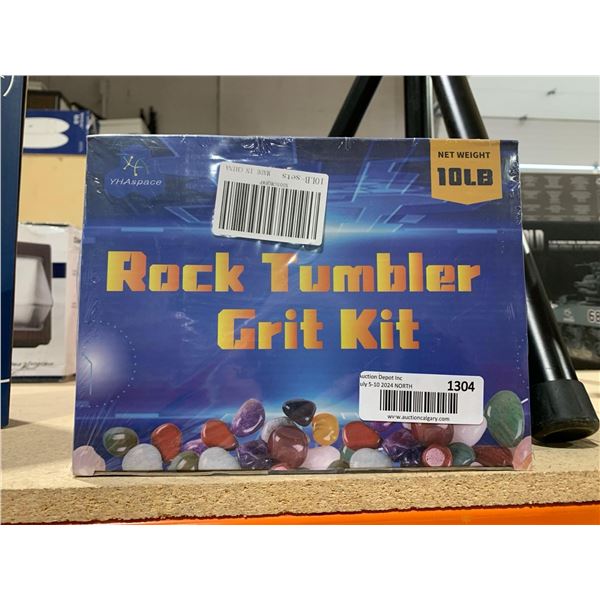 YHAspace
10LB-sets MADE IN CHINA
NET WEIGHT
10LB
Rock Tumbler
Grit Kit
Auction Depot Inc
July 5-10 2024 NORTH
1304
www.auctioncalgary.com